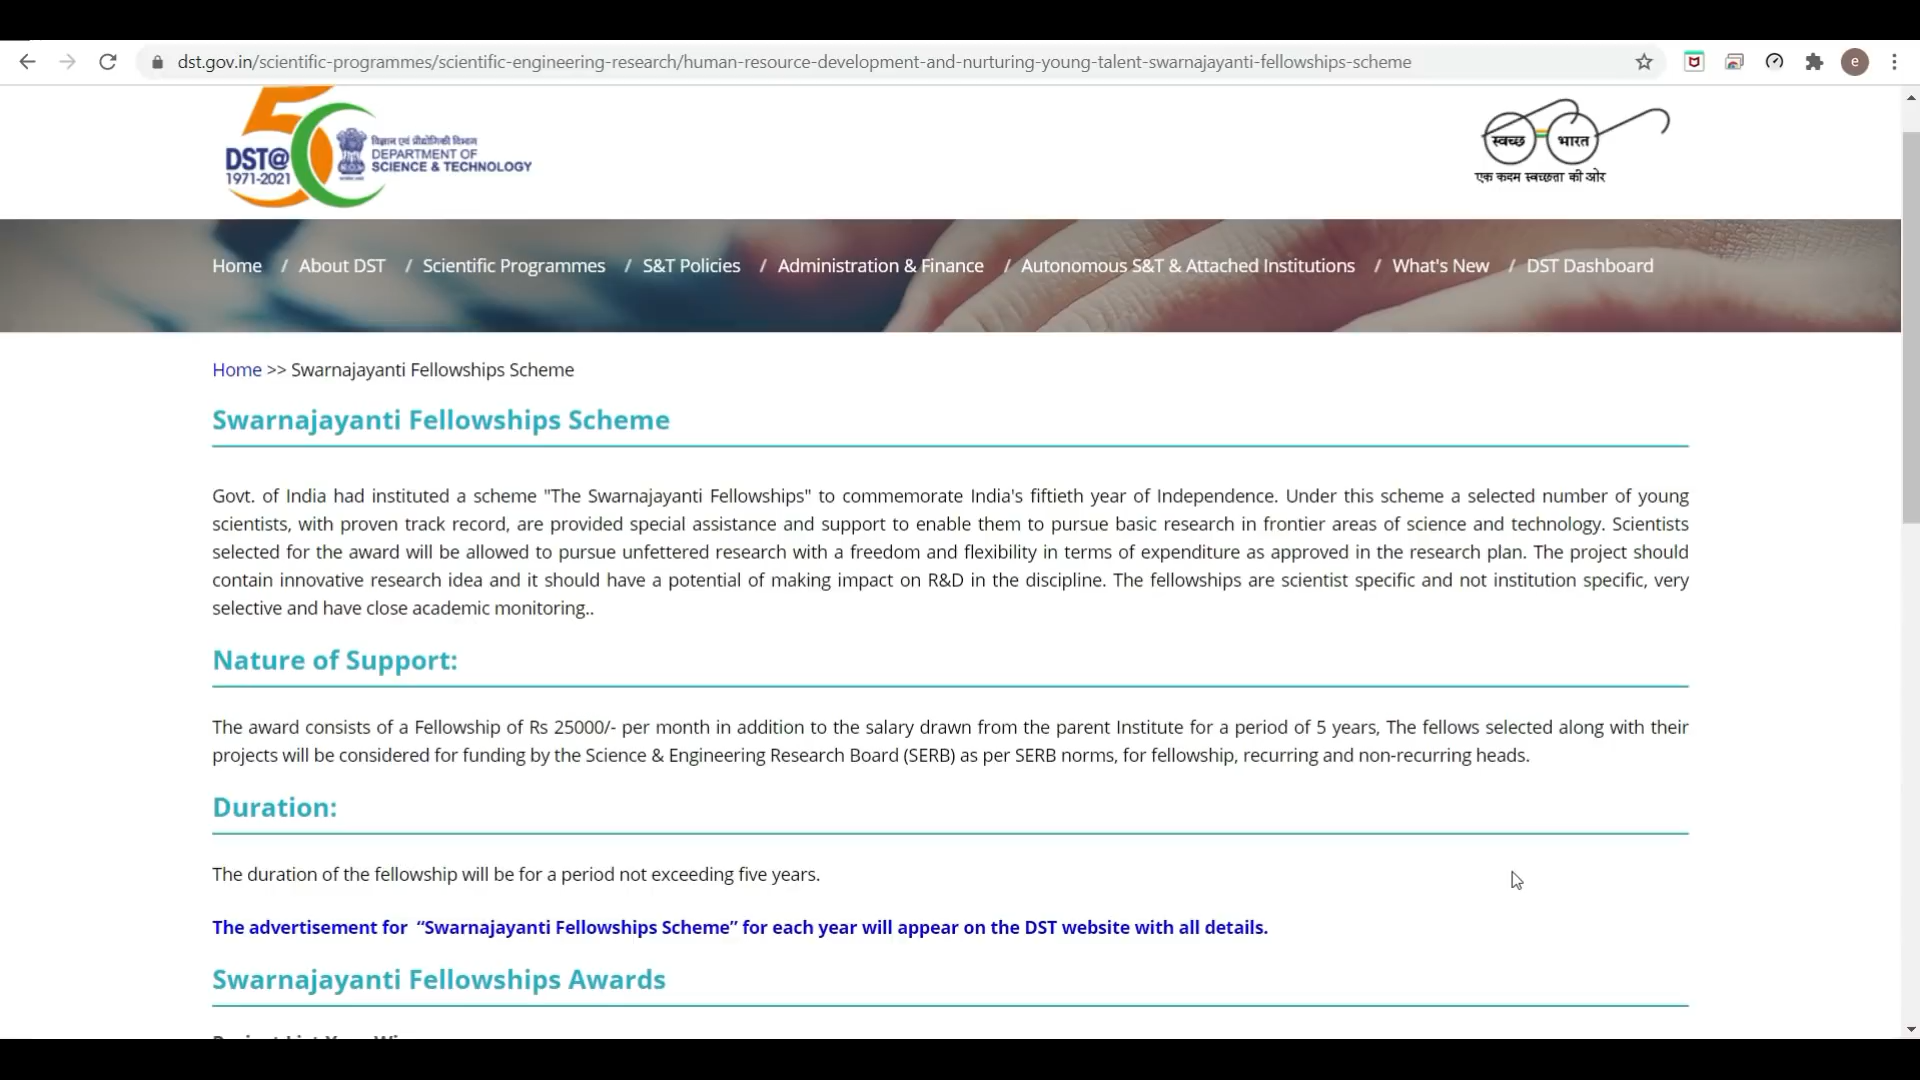 dst.gov.in/scientific-programmes/scientific-engineering-research/human-resource-development-and-nurturing-young-talent-swarnajayanti-fellowships-scheme
e
50
DST@
1971-2021
विज्ञान एवं प्रौद्योगिकी विभाग
DEPARTMENT OF
SCIENCE & TECHNOLOGY
स्वच्छ भारत
एक कदम स्वच्छता की ओर
Home / About DST / Scientific Programmes / S&T Policies / Administration & Finance / Autonomous S&T & Attached Institutions / What's New / DST Dashboard
Home >> Swarnajayanti Fellowships Scheme
Swarnajayanti Fellowships Scheme
Govt. of India had instituted a scheme "The Swarnajayanti Fellowships" to commemorate India's fiftieth year of Independence. Under this scheme a selected number of young
scientists, with proven track record, are provided special assistance and support to enable them to pursue basic research in frontier areas of science and technology. Scientists
selected for the award will be allowed to pursue unfettered research with a freedom and flexibility in terms of expenditure as approved in the research plan. The project should
contain innovative research idea and it should have a potential of making impact on R&D in the discipline. The fellowships are scientist specific and not institution specific, very
selective and have close academic monitoring..
Nature of Support:
The award consists of a Fellowship of Rs 25000/- per month in addition to the salary drawn from the parent Institute for a period of 5 years, The fellows selected along with their
projects will be considered for funding by the Science & Engineering Research Board (SERB) as per SERB norms, for fellowship, recurring and non-recurring heads.
Duration:
The duration of the fellowship will be for a period not exceeding five years.
The advertisement for “Swarnajayanti Fellowships Scheme” for each year will appear on the DST website with all details.
Swarnajayanti Fellowships Awards